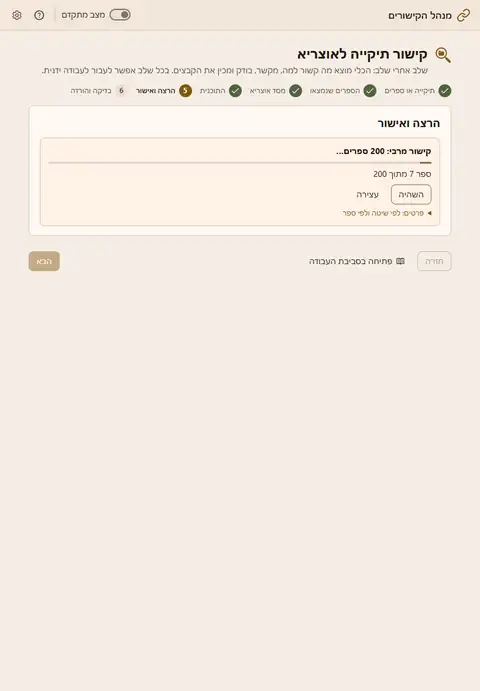 מנהל הקישורים
מצב מתקדם
קישור תיקייה לאוצריא
שלב אחרי שלב: הכלי מוצא מה קשור למה, מקשר, בודק ומכין את הקבצים. בכל שלב אפשר לעבור לעבודה ידנית.
תיקייה או ספרים
הספרים שנמצאו
מסד אוצריא
התוכנית
5 הרצה ואישור
6 בדיקה והורדה
הרצה ואישור
קישור מרבי: 200 ספרים...
ספר 7 מתוך 200
השהיה
עצירה
פרטים: לפי שיטה ולפי ספר
חזרה
פתיחה בסביבת העבודה
הבא